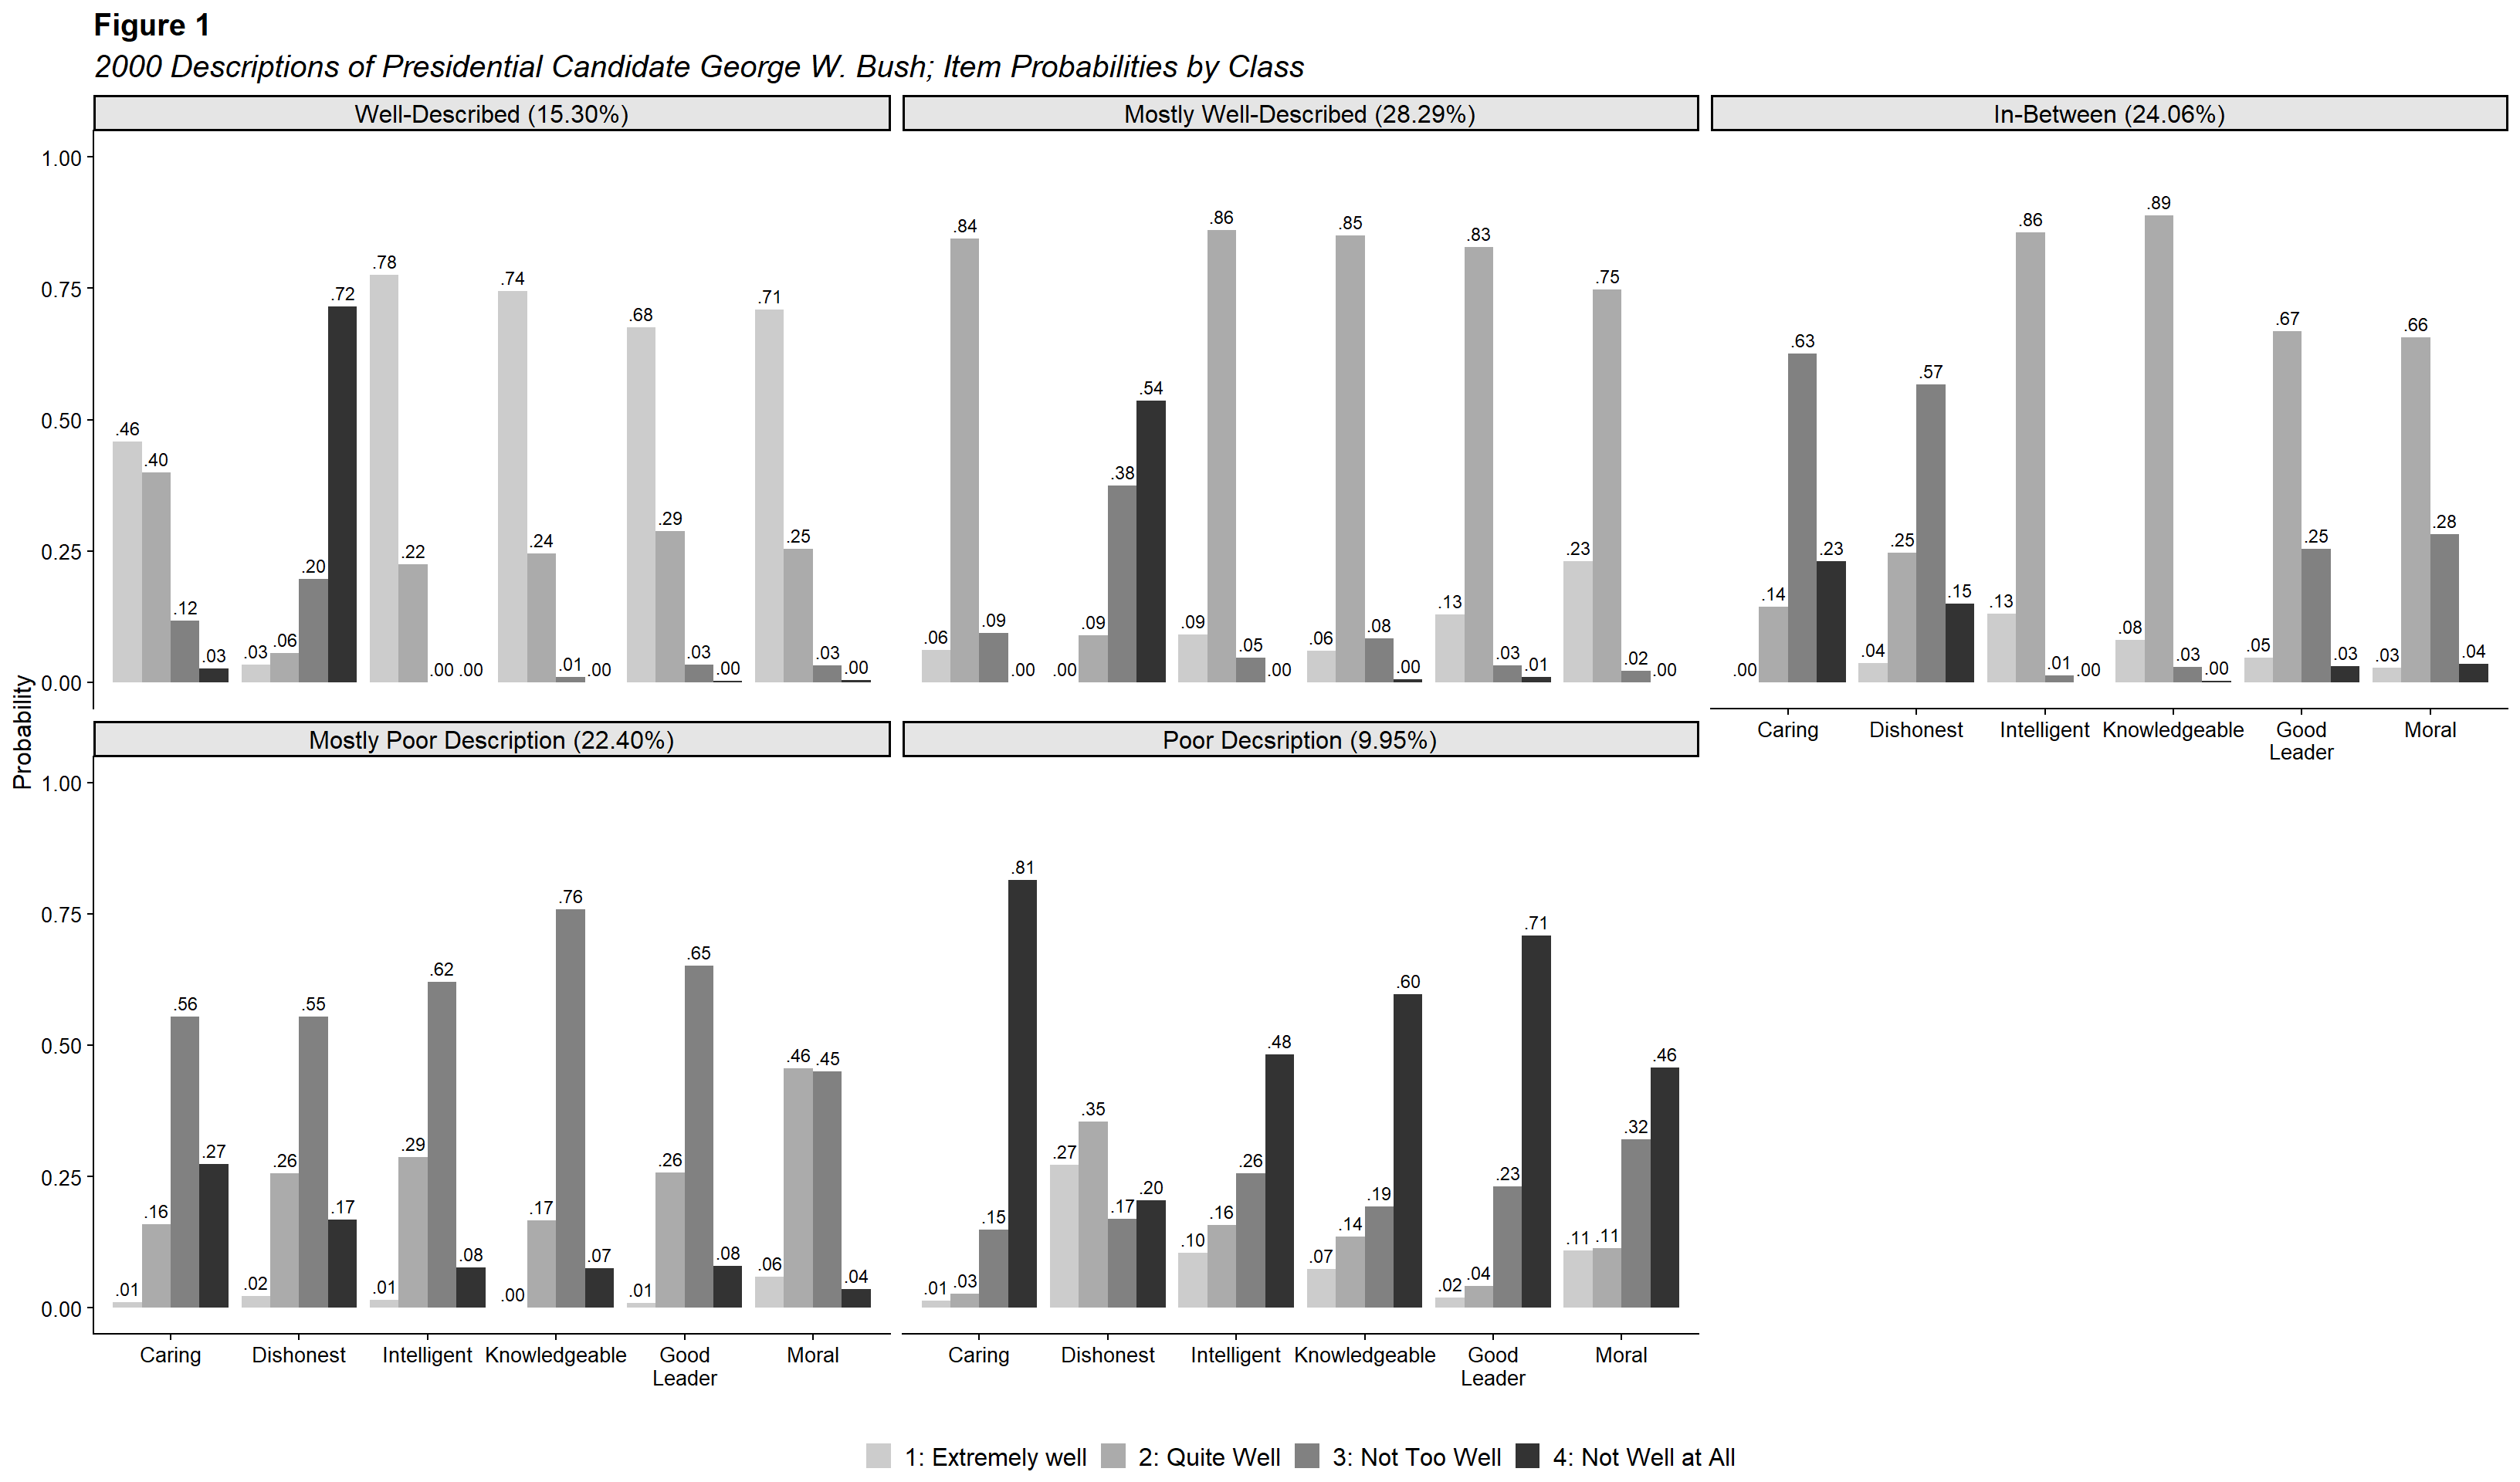 Figure 1
2000 Descriptions of Presidential Candidate George W. Bush; Item Probabilities by Class
Well-Described (15.30%)
1.00
0.75
0.50
0.25
0.00
.46 .40 .12 .03
.03 .06 .20 .72
.78 .22 .00 .00
.74 .24 .01 .00
.68 .29 .03 .00
.71 .25 .03 .00
Mostly Well-Described (28.29%)
.06 .84 .09 .00
.00 .09 .38 .54
.09 .86 .05 .00
.06 .85 .08 .00
.13 .83 .03 .01
.23 .75 .02 .00
In-Between (24.06%)
.00 .14 .63 .23
.04 .25 .57 .15
.13 .86 .01 .00
.08 .89 .03 .00
.05 .67 .25 .03
.03 .66 .28 .04
Caring Dishonest Intelligent Knowledgeable Good Moral
Leader
Probability
Mostly Poor Description (22.40%)
1.00
0.75
0.50
0.25
0.00
.01 .16 .56 .27
.02 .26 .55 .17
.01 .29 .62 .08
.00 .17 .76 .07
.01 .26 .65 .08
.06 .46 .45 .04
Caring Dishonest Intelligent Knowledgeable Good Moral
Leader
Poor Decsription (9.95%)
.01 .03 .15 .81
.27 .35 .17 .20
.10 .16 .26 .48
.07 .14 .19 .60
.02 .04 .23 .71
.11 .11 .32 .46
Caring Dishonest Intelligent Knowledgeable Good Moral
Leader
1: Extremely well 2: Quite Well 3: Not Too Well 4: Not Well at All